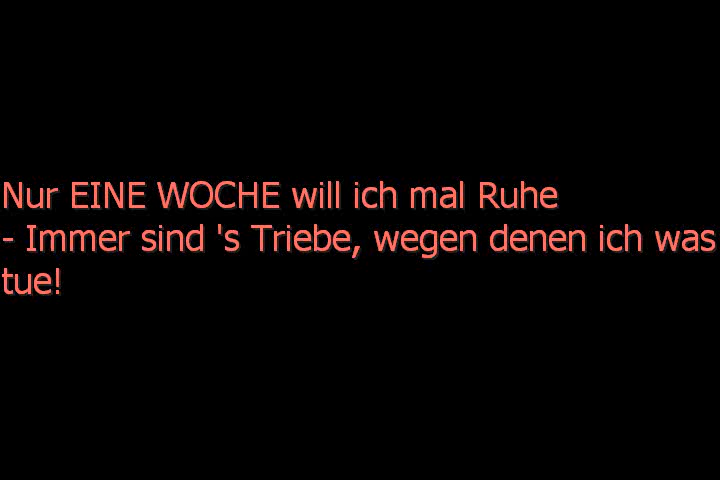 Nur EINE WOCHE will ich mal Ruhe
- Immer sind 's Triebe, wegen denen ich was
tue!